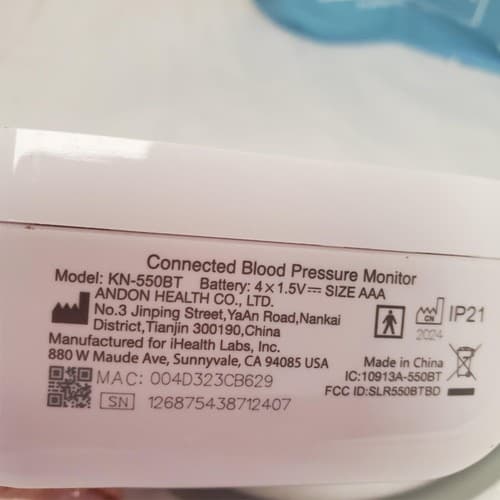 Connected Blood Pressure Monitor
Model: KN-550BT Battery: 4×1.5V⎓ SIZE AAA
ANDON HEALTH CO., LTD.
No.3 Jinping Street,YaAn Road,Nankai
District,Tianjin 300190,China
Manufactured for iHealth Labs, Inc.
880 W Maude Ave, Sunnyvale, CA 94085 USA
MAC: 004D323CB629
SN 126875438712407
CN
2024
IP21
Made in China
IC:10913A-550BT
FCC ID:SLR550BTBD